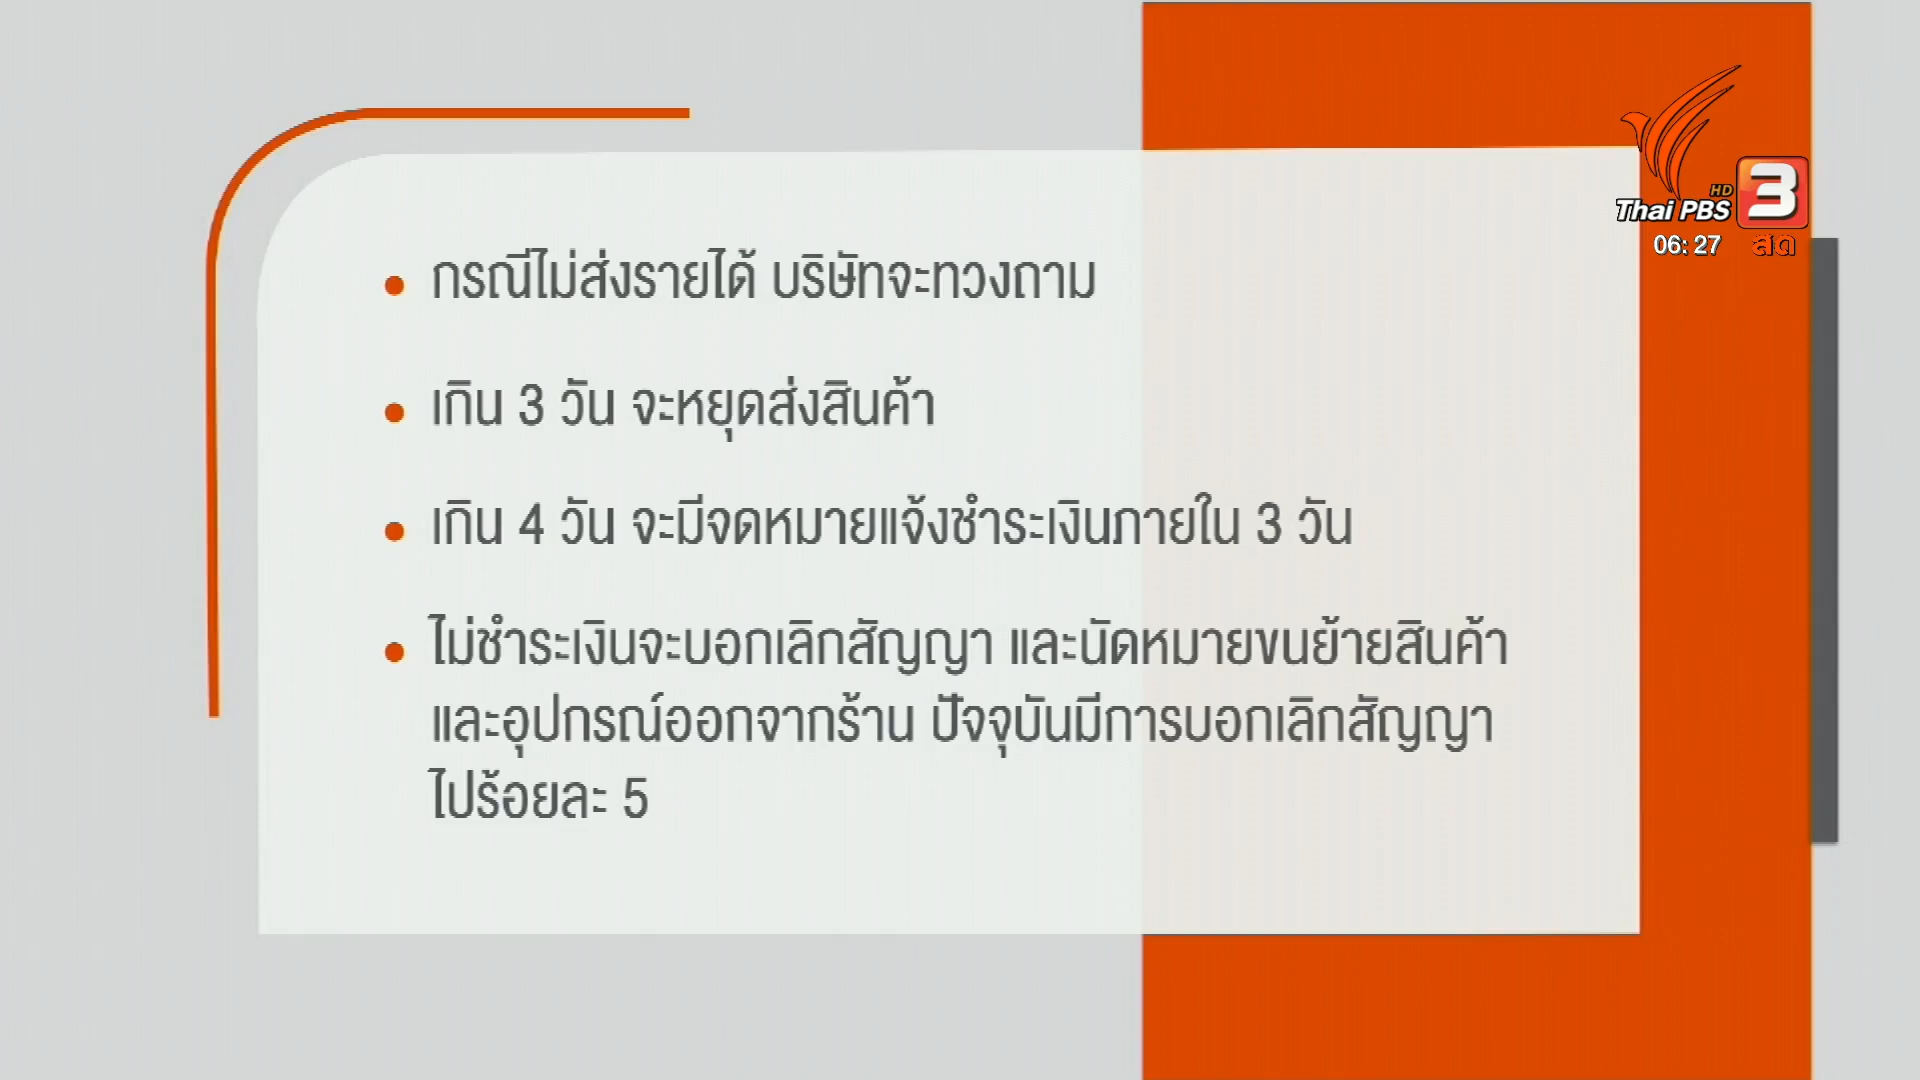 HD
Thai PBS 3
06: 27 สด
• กรณีไม่ส่งรายได้ บริษัทจะทวงถาม
• เกิน 3 วัน จะหยุดส่งสินค้า
• เกิน 4 วัน จะมีจดหมายแจ้งชำระเงินภายใน 3 วัน
• ไม่ชำระเงินจะบอกเลิกสัญญา และนัดหมายขนย้ายสินค้า
และอุปกรณ์ออกจากร้าน ปัจจุบันมีการบอกเลิกสัญญา
ไปร้อยละ 5